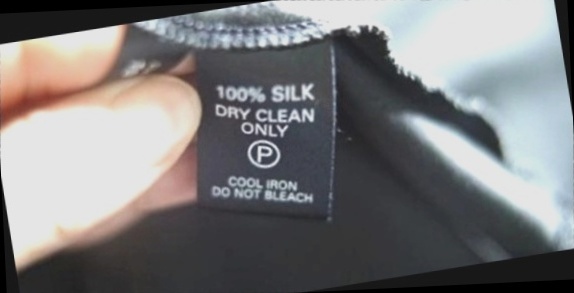 100% SILK
DRY CLEAN
ONLY
P
COOL IRON
DO NOT BLEACH